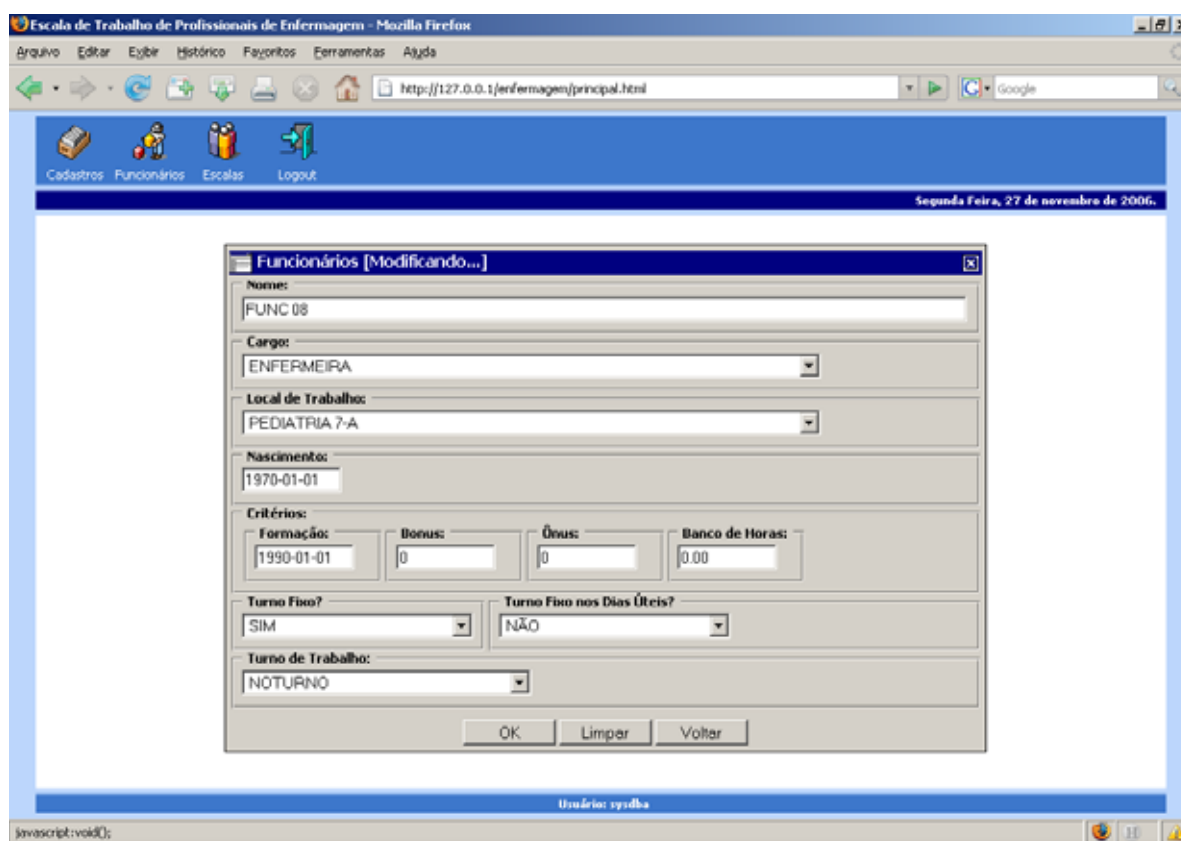 Escala de Trabalho de Profissionais de Enfermagem - Mozilla Firefox
Arquivo Editar Exibir Histórico Favoritos Ferramentas Ajuda
http://127.0.0.1/enfermagem/principal.html
Google
Cadastros Funcionários Escalas Logout
Segunda Feira, 27 de novembro de 2006.
Funcionários [Modificando...]
Nome:
FUNC 08
Cargo:
ENFERMEIRA
Local de Trabalho:
PEDIATRIA 7-A
Nascimento:
1970-01-01
Critérios:
Formação: Bonus: Ônus: Banco de Horas:
1990-01-01 0 0 0.00
Turno Fixo? Turno Fixo nos Dias Úteis?
SIM NÃO
Turno de Trabalho:
NOTURNO
OK Limpar Voltar
Usuário: sysdba
javascript:void();